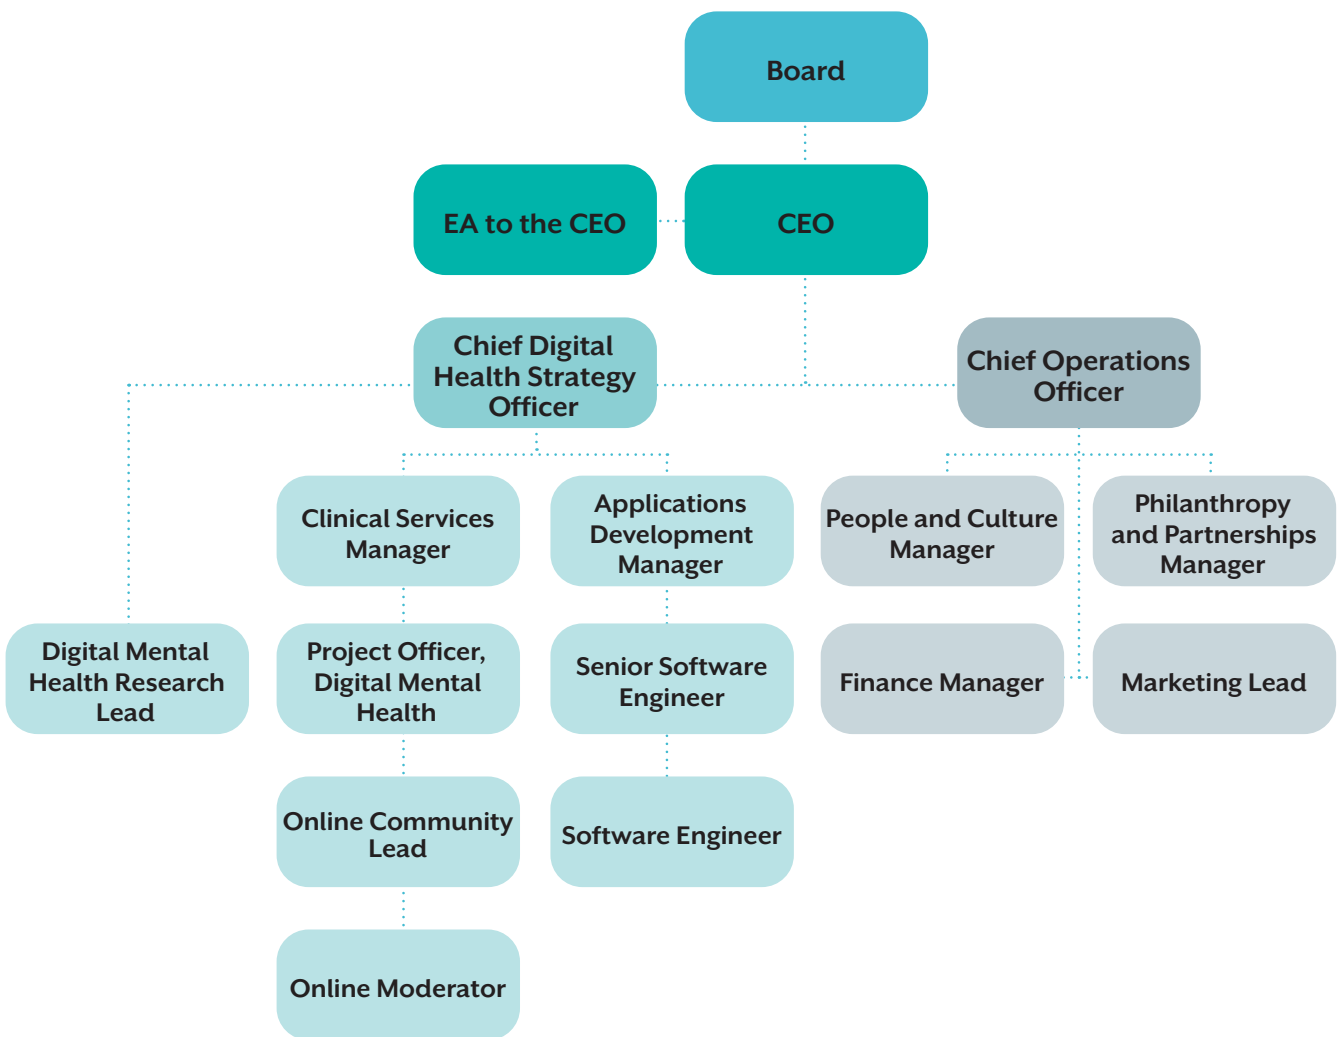 Board
EA to the CEO
CEO
Chief Digital
Health Strategy
Officer
Chief Operations
Officer
Clinical Services
Manager
Applications
Development
Manager
People and Culture
Manager
Philanthropy
and Partnerships
Manager
Digital Mental
Health Research
Lead
Project Officer,
Digital Mental
Health
Senior Software
Engineer
Finance Manager
Marketing Lead
Online Community
Lead
Software Engineer
Online Moderator